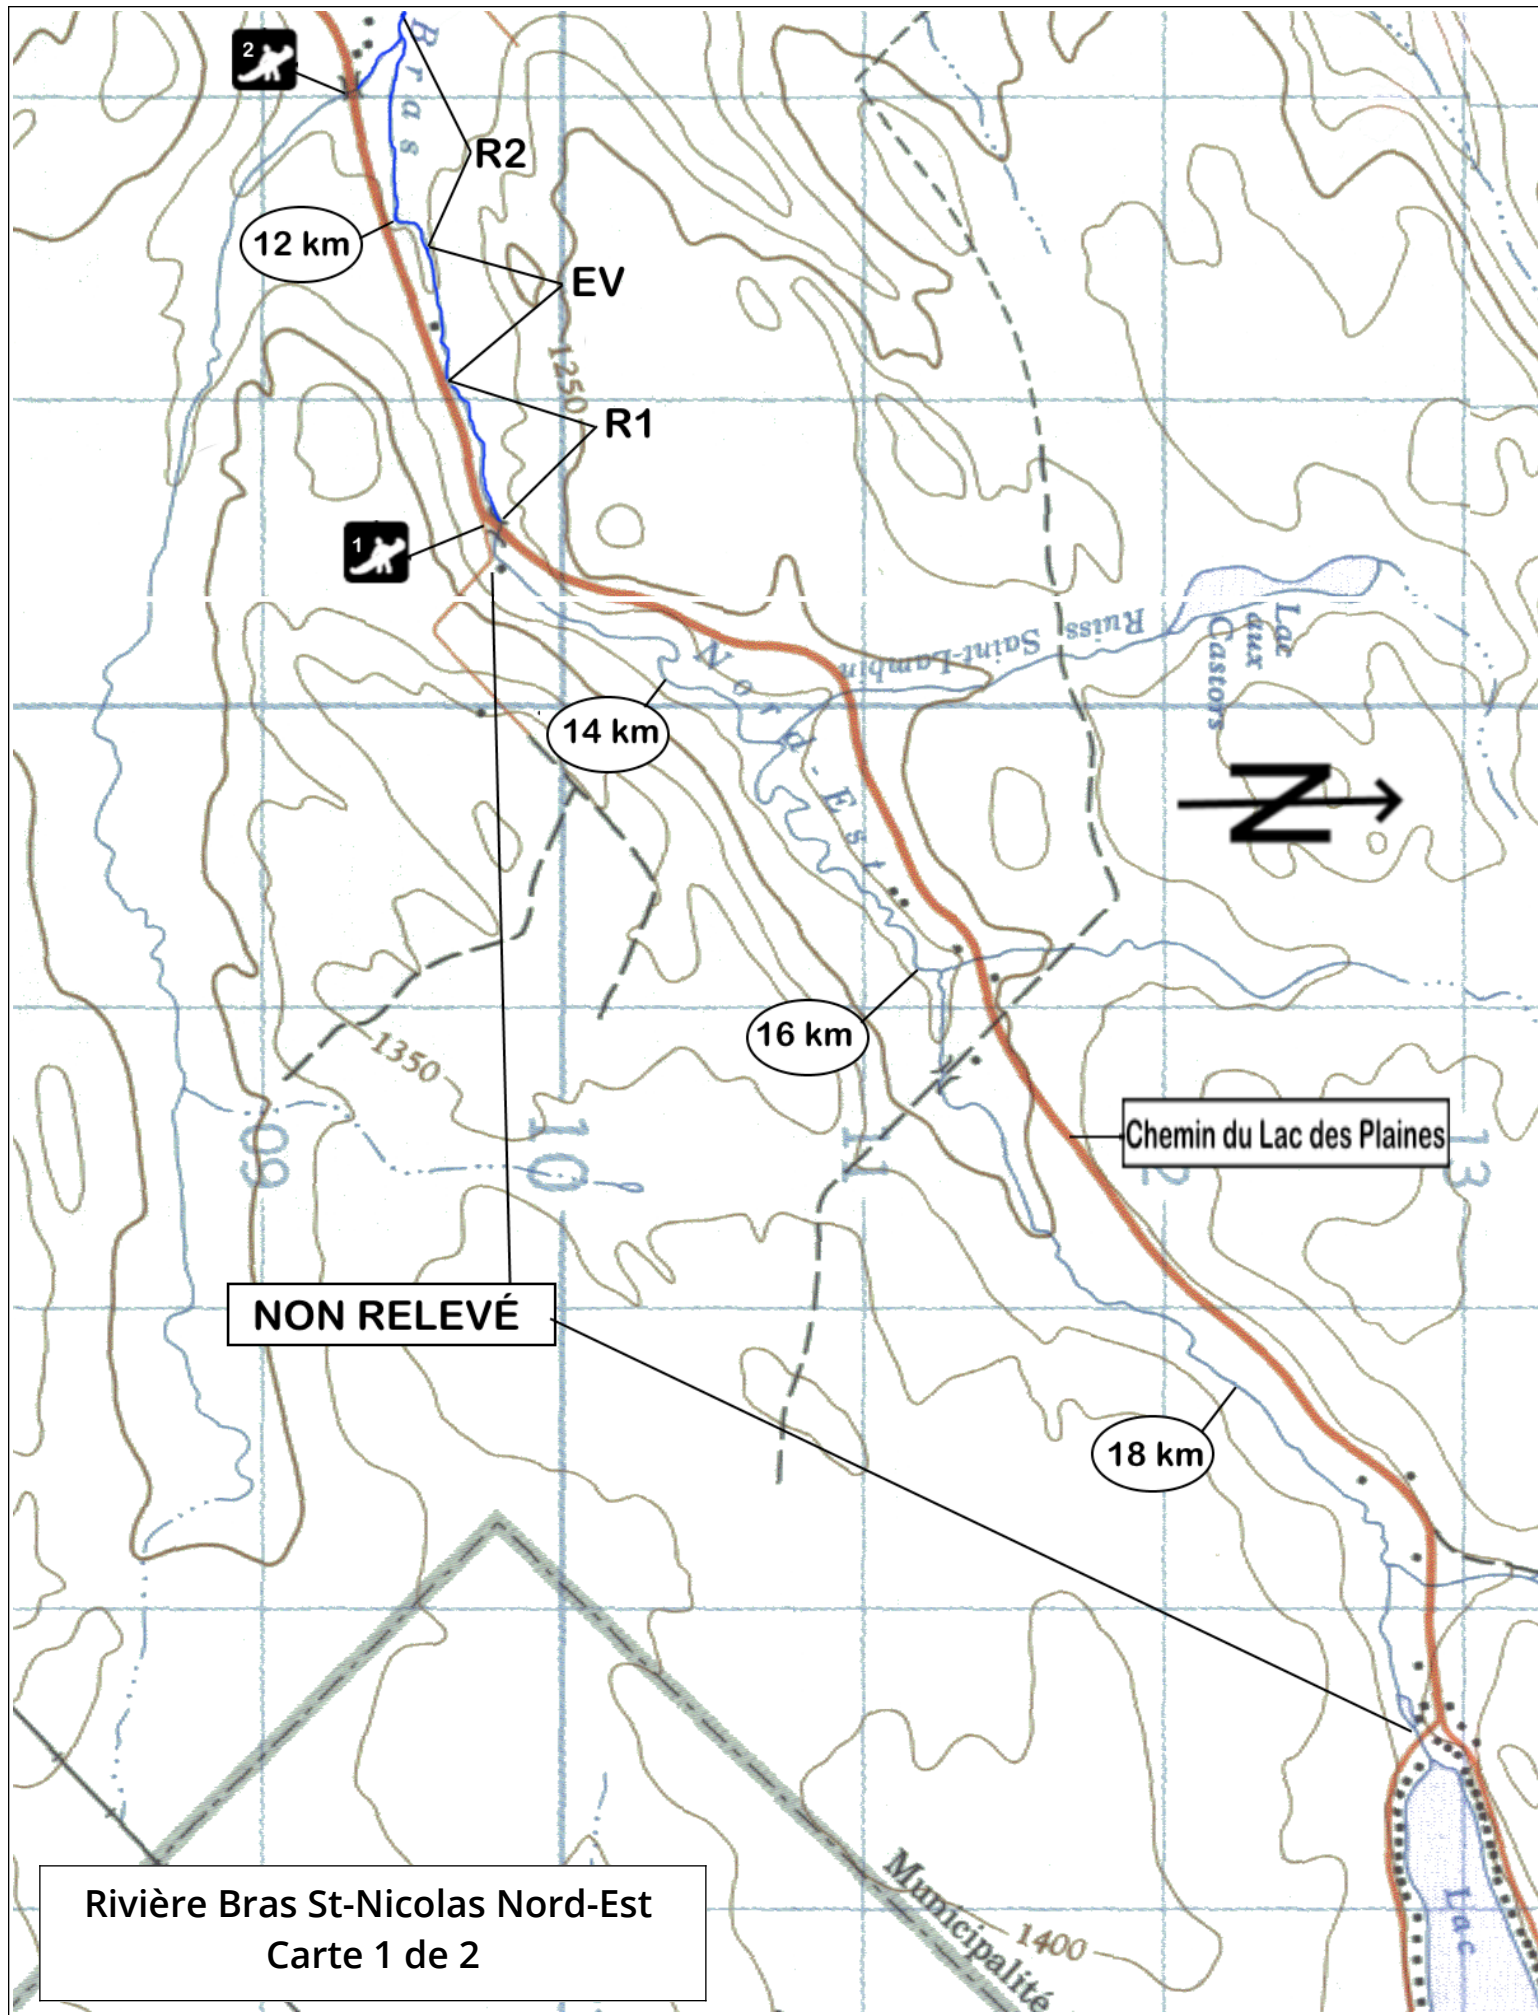 2
Bras
R2
12 km
EV
1250
R1
1
Ruiss. Saint-Lambin
Lac
aux
Castors
Nord-Est
14 km
N
16 km
1350
09
10
11
12
13
Chemin du Lac des Plaines
NON RELEVÉ
18 km
Municipalité
1400
Lac
Rivière Bras St-Nicolas Nord-Est
Carte 1 de 2